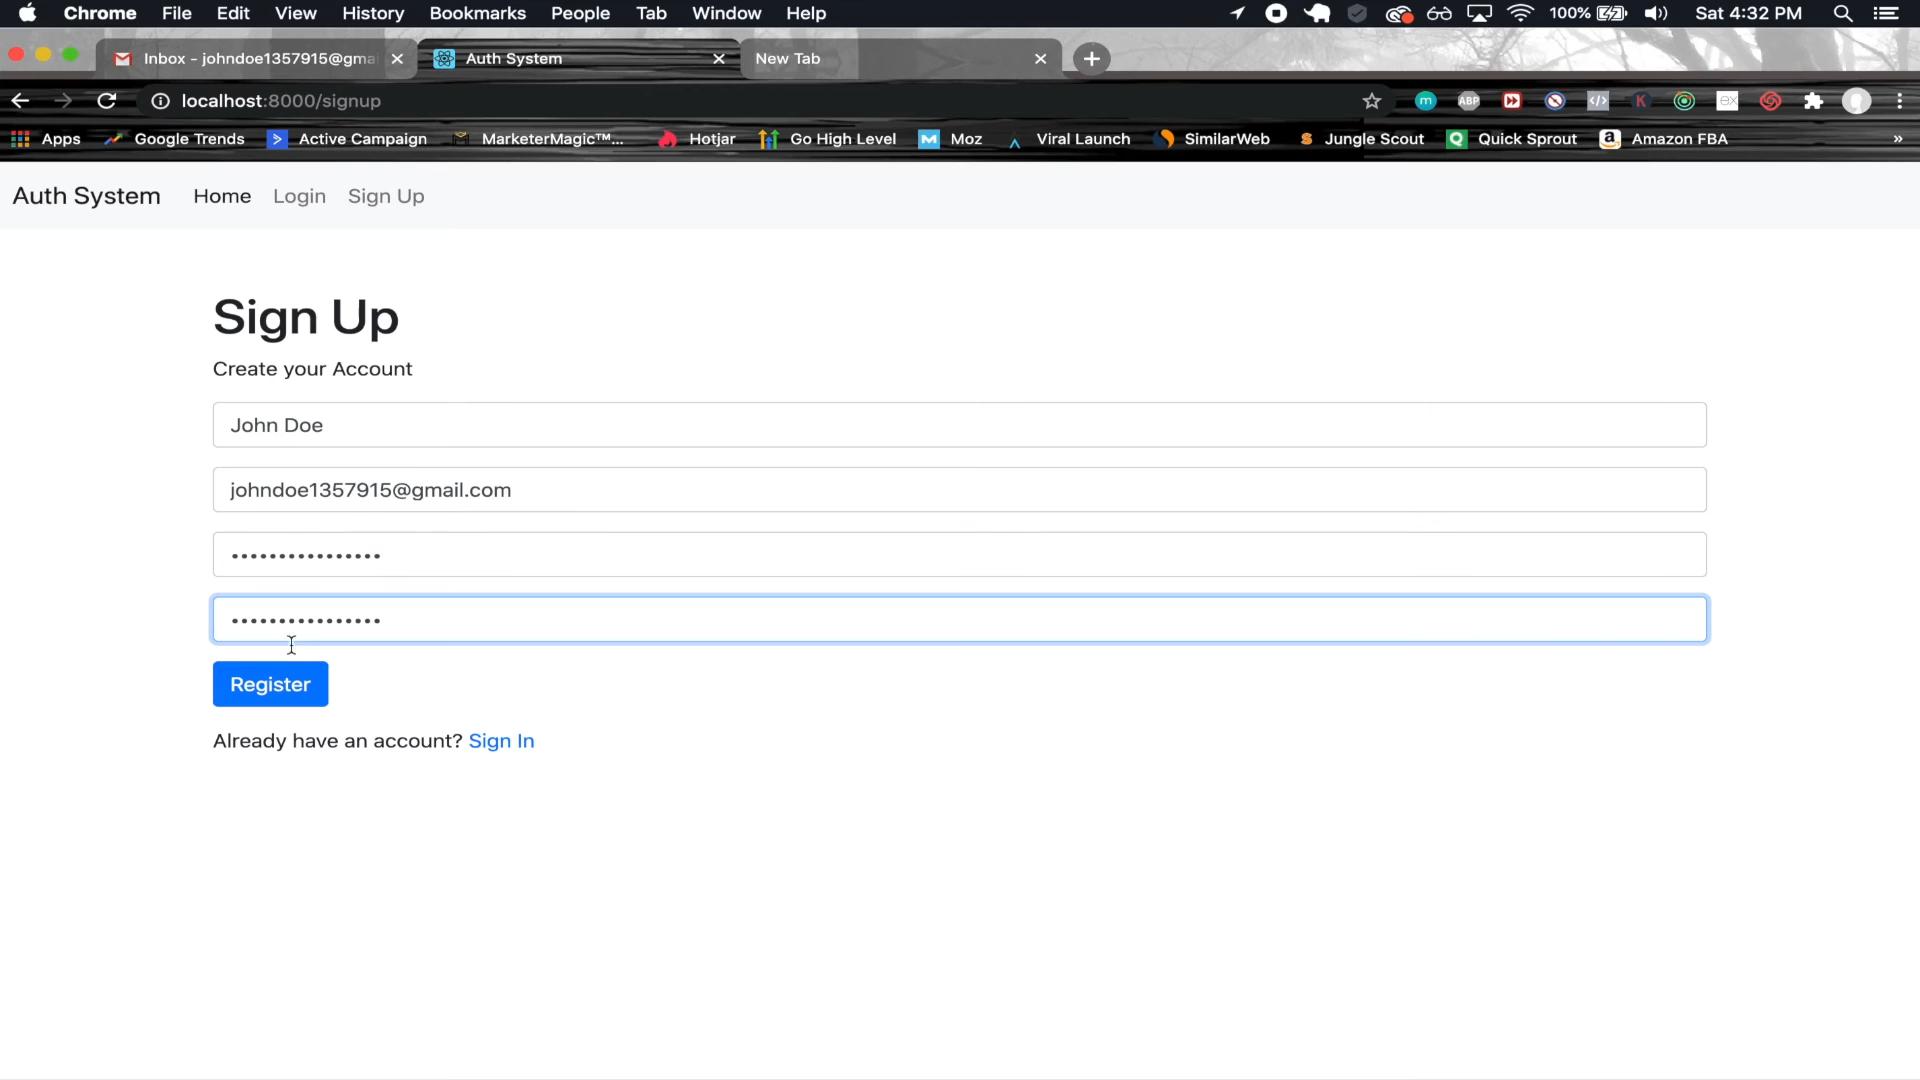 Chrome File Edit View History Bookmarks People Tab Window Help 100% Sat 4:32 PM
Inbox - johndoe1357915@gma Auth System New Tab
localhost:8000/signup m ABP K
Apps Google Trends Active Campaign MarketerMagic™... Hotjar Go High Level Moz Viral Launch SimilarWeb Jungle Scout Quick Sprout Amazon FBA »
Auth System Home Login Sign Up
Sign Up
Create your Account
John Doe
johndoe1357915@gmail.com
••••••••••••••••
••••••••••••••••
Register
Already have an account? Sign In